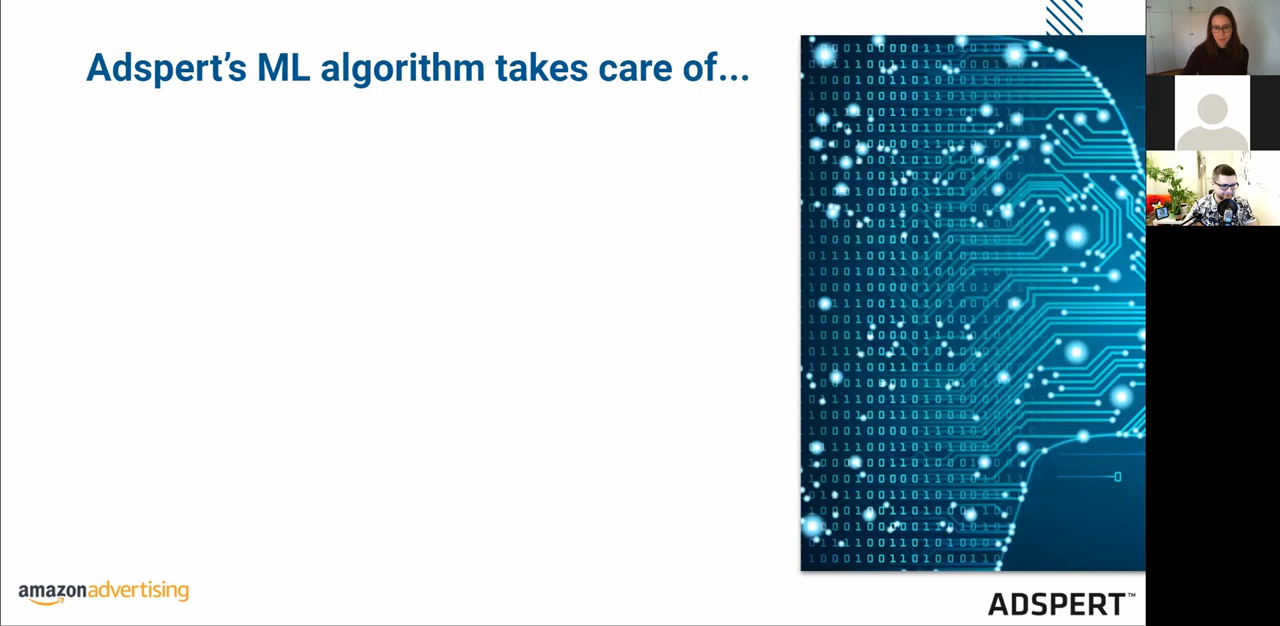 Adspert’s ML algorithm takes care of...
amazonadvertising
ADSPERT™